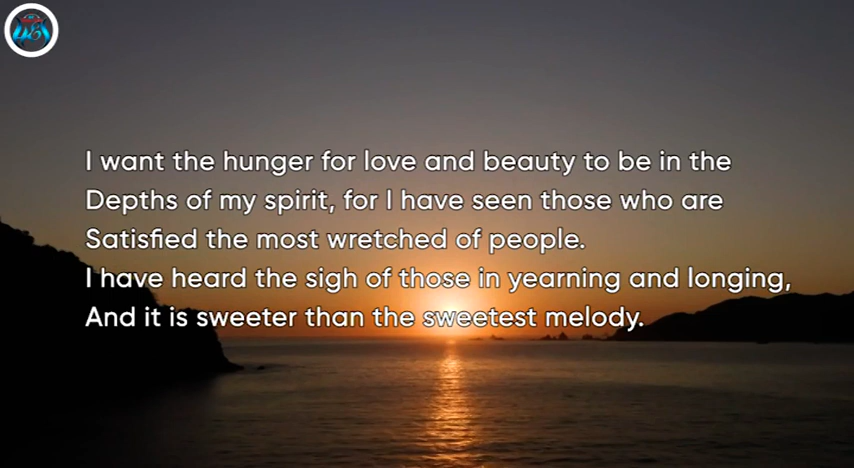 I want the hunger for love and beauty to be in the
Depths of my spirit, for I have seen those who are
Satisfied the most wretched of people.
I have heard the sigh of those in yearning and longing,
And it is sweeter than the sweetest melody.